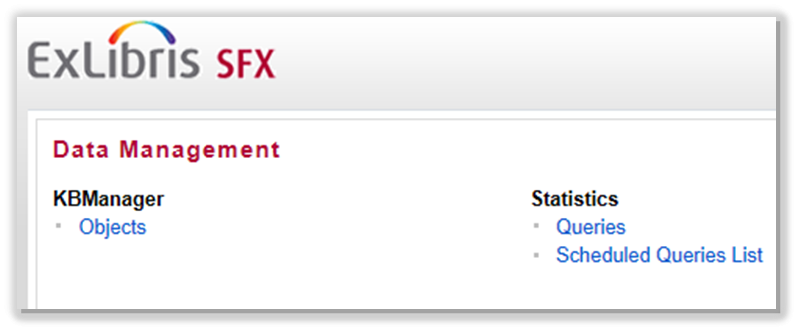 ExLibris SFX
Data Management
KBManager
Objects
Statistics
Queries
Scheduled Queries List